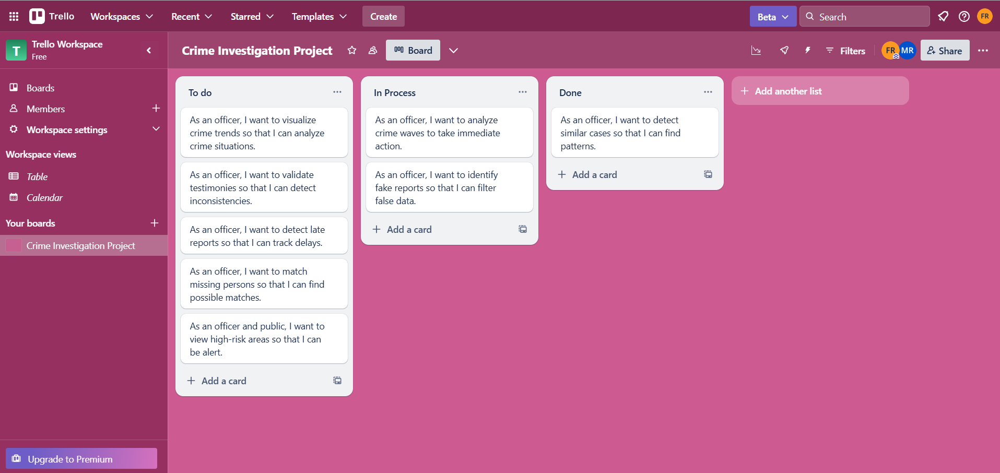 Trello
Workspaces
Recent
Starred
Templates
Create
Beta
Search
FR
T
Trello Workspace
Free
Crime Investigation Project
Board
Filters
FR
MR
Share
Boards
Members
Workspace settings
Workspace views
Table
Calendar
Your boards
Crime Investigation Project
Upgrade to Premium
To do
As an officer, I want to visualize
crime trends so that I can analyze
crime situations.
As an officer, I want to validate
testimonies so that I can detect
inconsistencies.
As an officer, I want to detect late
reports so that I can track delays.
As an officer, I want to match
missing persons so that I can find
possible matches.
As an officer and public, I want to
view high-risk areas so that I can
be alert.
+ Add a card
In Process
As an officer, I want to analyze
crime waves to take immediate
action.
As an officer, I want to identify
fake reports so that I can filter
false data.
+ Add a card
Done
As an officer, I want to detect
similar cases so that I can find
patterns.
+ Add a card
+ Add another list